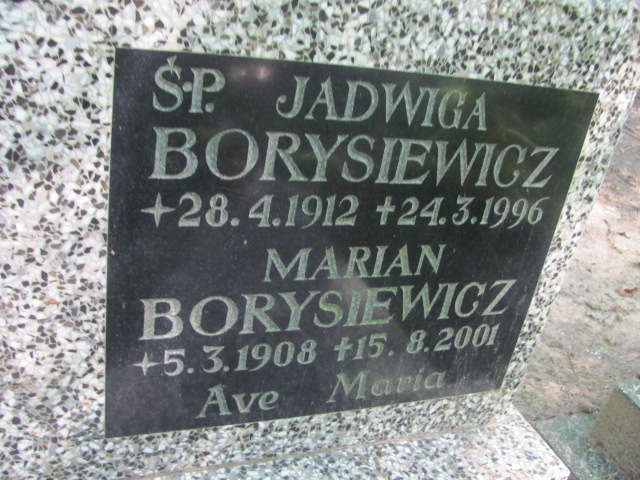 Ś.P. JADWIGA
BORYSIEWICZ
+28.4.1912 +24.3.1996
MARIAN
BORYSIEWICZ
+5.3.1908 +15.8.2001
Ave Maria